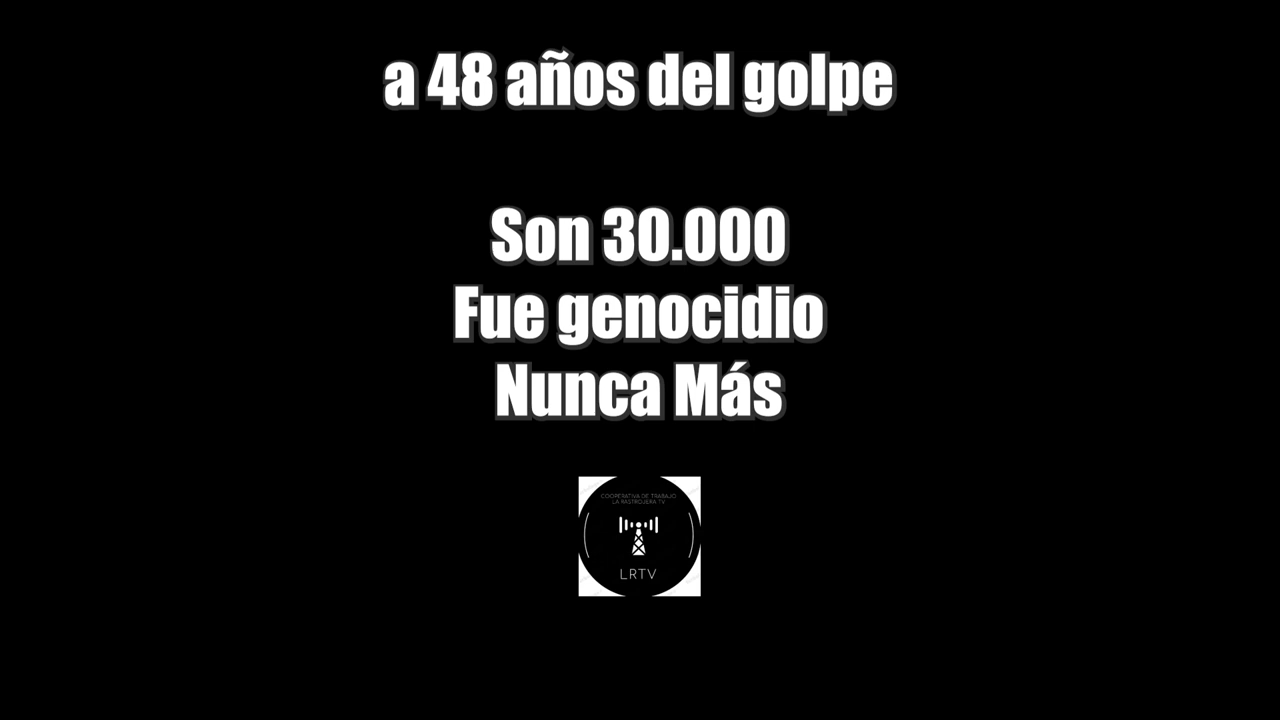 a 48 años del golpe
Son 30.000
Fue genocidio
Nunca Más
COOPERATIVA DE TRABAJO
LA RASTROJERA TV
LRTV